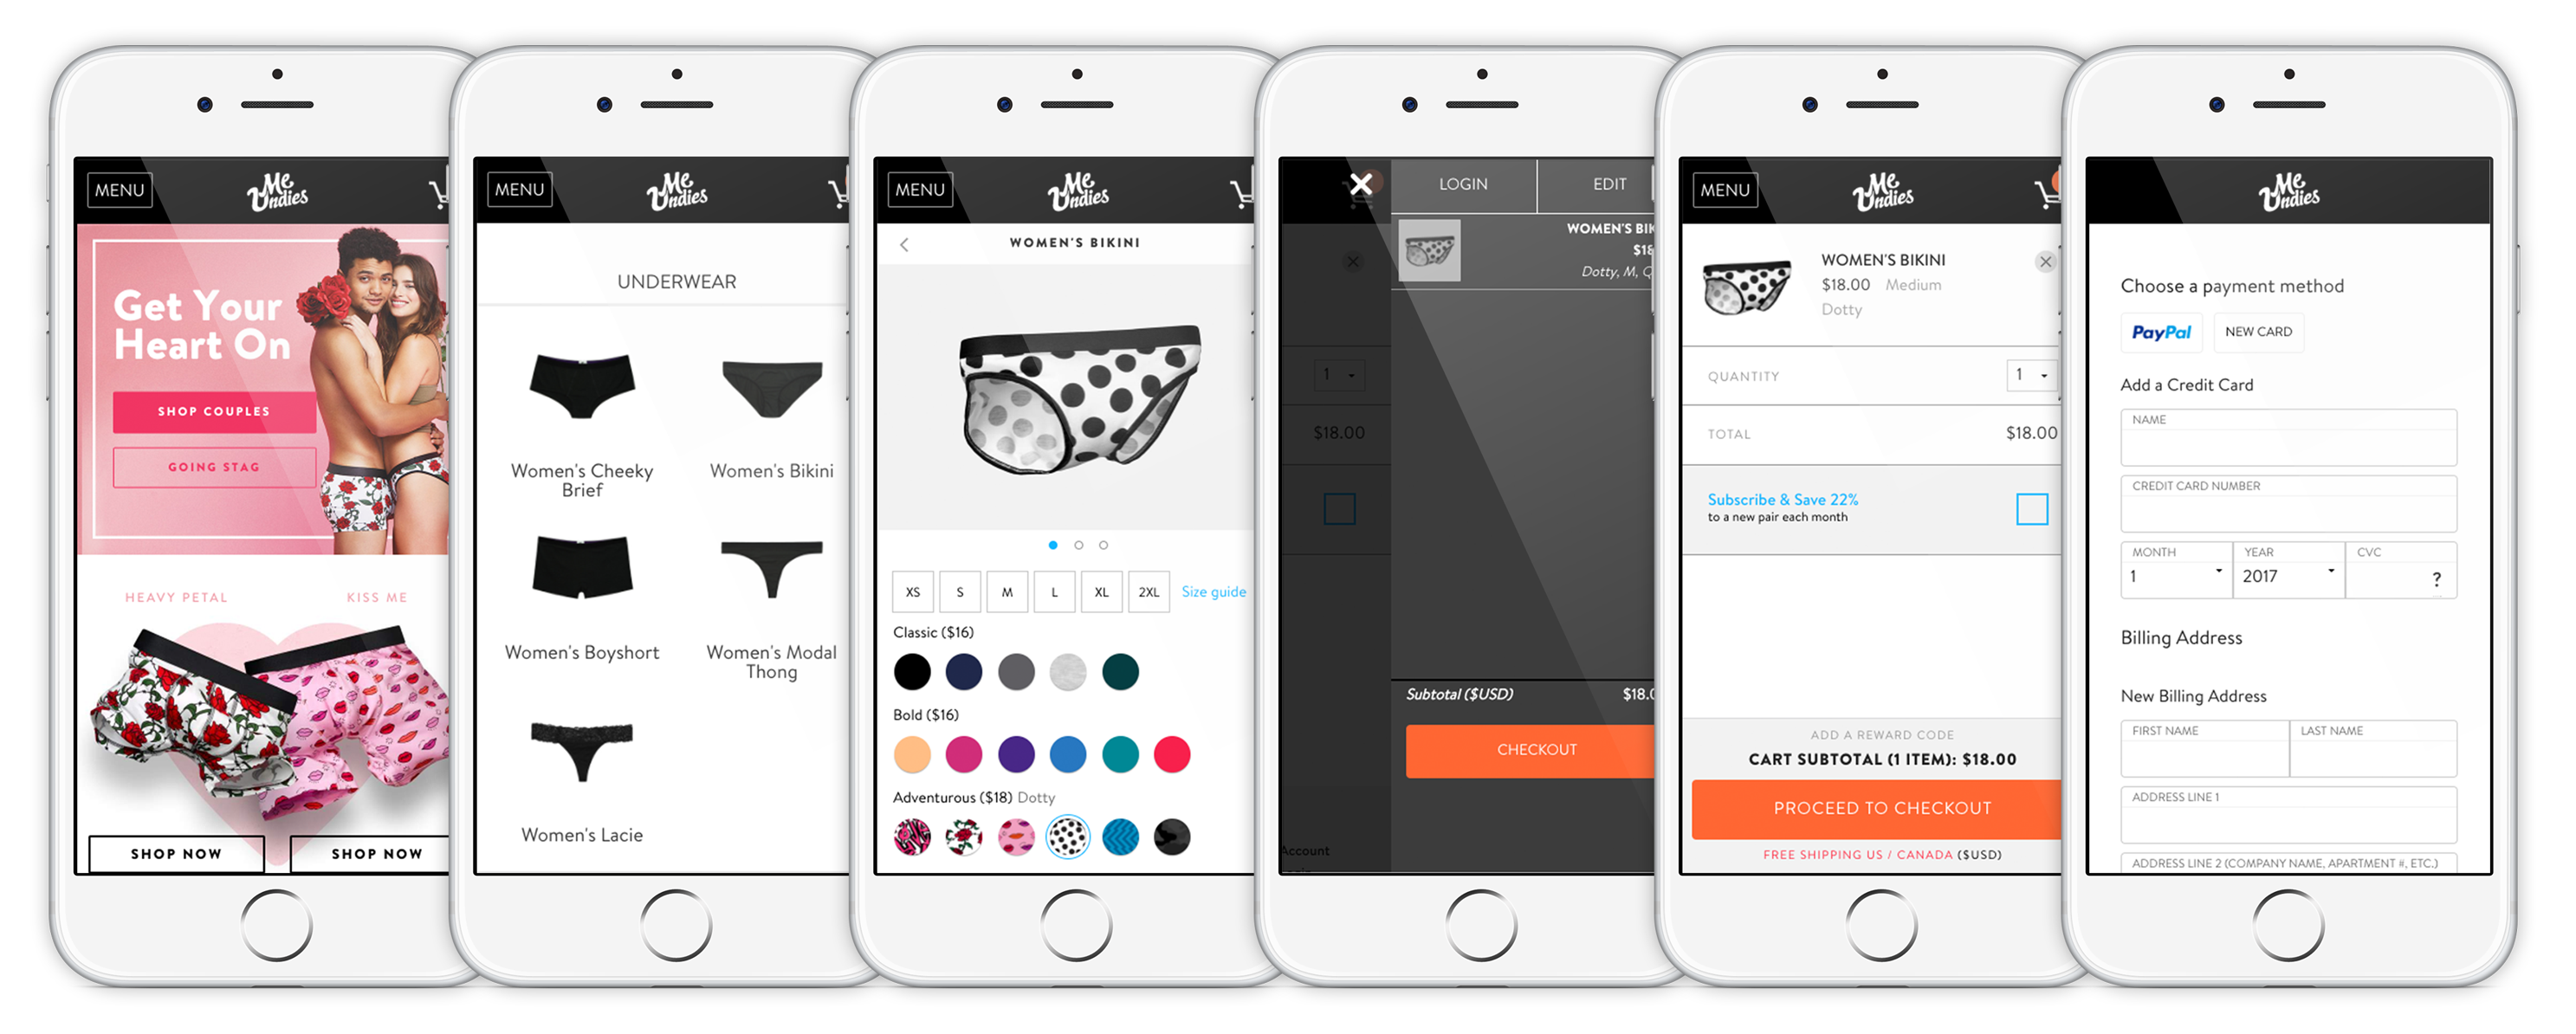 MENU
Me
Undies
Get Your
Heart On
SHOP COUPLES
GOING STAG
HEAVY PETAL
KISS ME
SHOP NOW
SHOP NOW
MENU
Me
Undies
UNDERWEAR
Women's Cheeky
Brief
Women's Bikini
Women's Boyshort
Women's Modal
Thong
Women's Lacie
MENU
Me
Undies
WOMEN'S BIKINI
XS S M L XL 2XL Size guide
Classic ($16)
Bold ($16)
Adventurous ($18) Dotty
LOGIN
EDIT
WOMEN'S
Dotty, M,
1
$18.00
Subtotal ($USD)
CHECKOUT
Account
MENU
Me
Undies
WOMEN'S BIKINI
$18.00 Medium
Dotty
QUANTITY 1
TOTAL $18.00
Subscribe & Save 22%
to a new pair each month
ADD A REWARD CODE
CART SUBTOTAL (1 ITEM): $18.00
PROCEED TO CHECKOUT
FREE SHIPPING US / CANADA ($USD)
Me
Undies
Choose a payment method
PayPal
NEW CARD
Add a Credit Card
NAME
CREDIT CARD NUMBER
MONTH YEAR CVC
1 2017 ?
Billing Address
New Billing Address
FIRST NAME LAST NAME
ADDRESS LINE 1
ADDRESS LINE 2 (COMPANY NAME, APARTMENT #, ETC.)